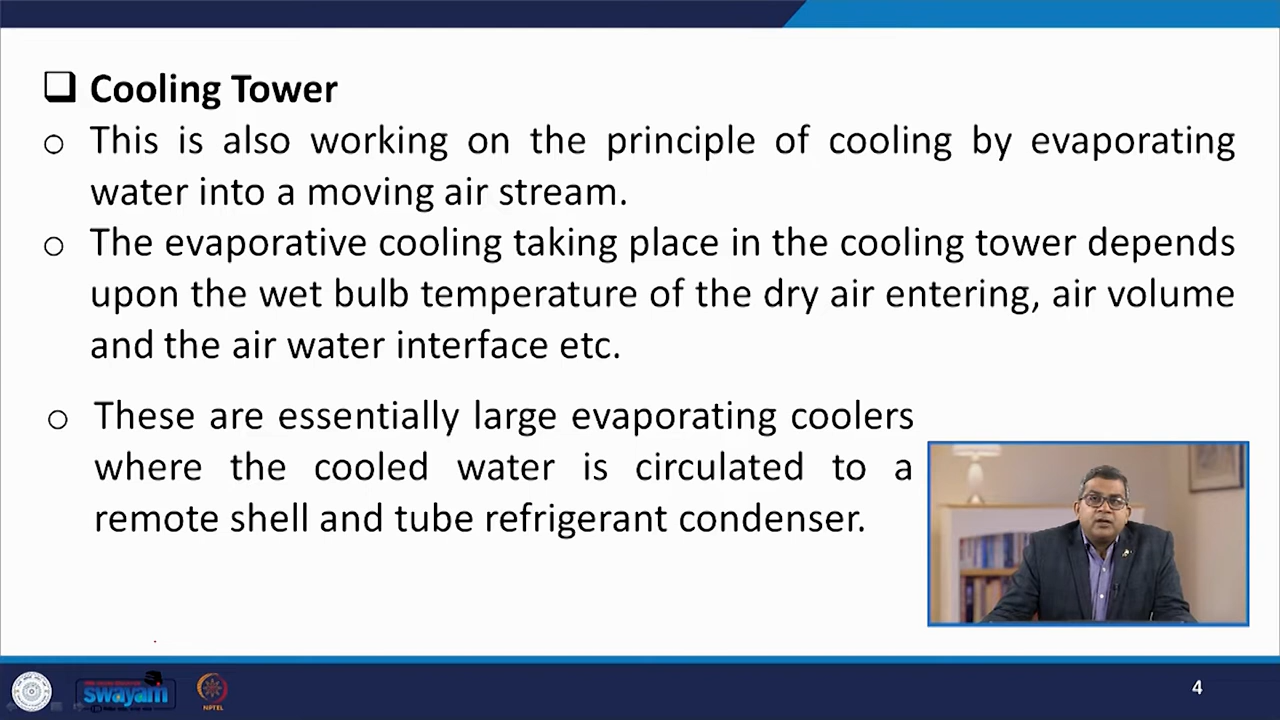 ❑ Cooling Tower
o This is also working on the principle of cooling by evaporating
water into a moving air stream.
o The evaporative cooling taking place in the cooling tower depends
upon the wet bulb temperature of the dry air entering, air volume
and the air water interface etc.
o These are essentially large evaporating coolers
where the cooled water is circulated to a
remote shell and tube refrigerant condenser.
swayam
NPTEL
4